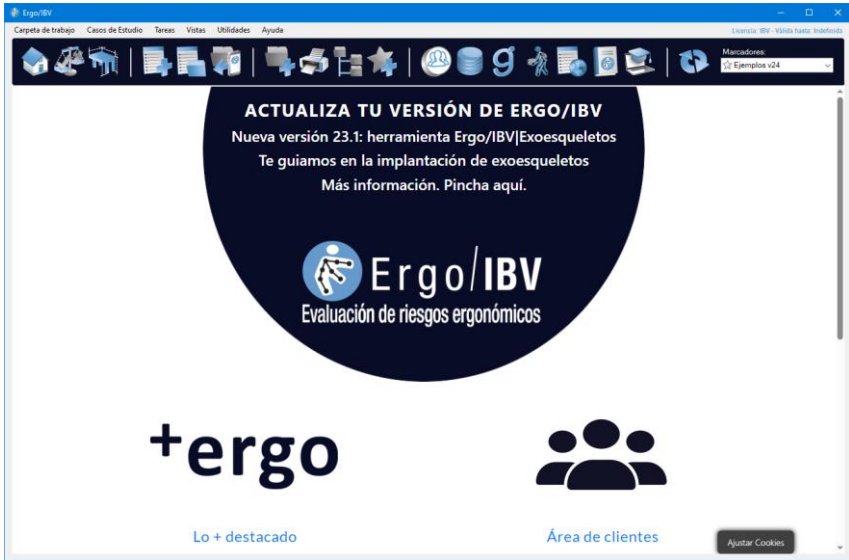 Ergo/IBV
Carpeta de trabajo Casos de Estudio Tareas Vistas Utilidades Ayuda
Licencia: IBV - Válida hasta: Indefinida
Marcadores:
Ejemplos v24
ACTUALIZA TU VERSIÓN DE ERGO/IBV
Nueva versión 23.1: herramienta Ergo/IBV|Exoesqueletos
Te guiamos en la implantación de exoesqueletos
Más información. Pincha aquí.
Ergo/IBV
Evaluación de riesgos ergonómicos
+ergo
Lo + destacado
Área de clientes
Ajustar Cookies